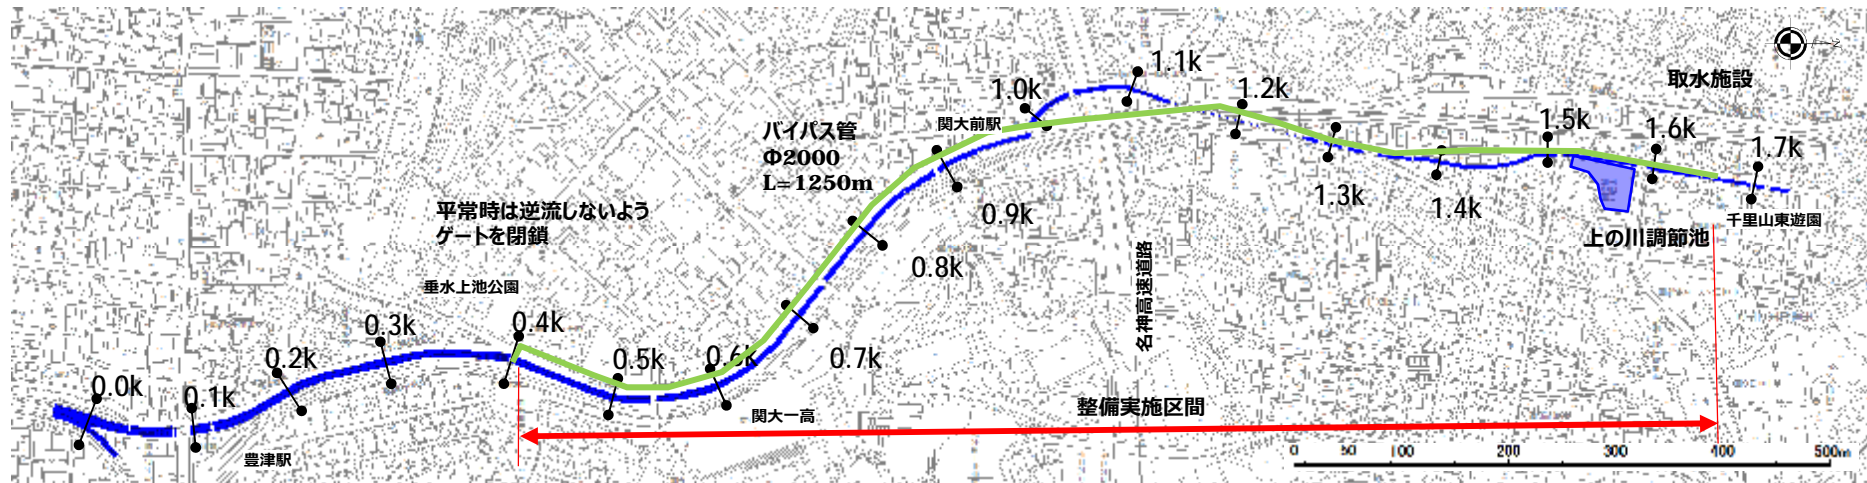 取水施設
1.0k
1.1k
1.2k
1.5k
1.6k
1.7k
バイパス管
Φ2000
L=1250m
関大前駅
1.3k
1.4k
千里山東遊園
上の川調節池
平常時は逆流しないよう
ゲートを閉鎖
0.9k
0.8k
名神高速道路
垂水上池公園
0.0k
0.1k
0.2k
0.3k
0.4k
0.5k
0.6k
0.7k
整備実施区間
関大一高
豊津駅
0 50 100 200 300 400 500m